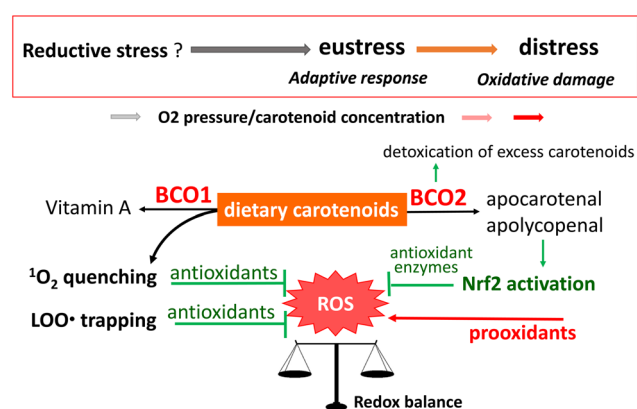 Reductive stress ? eustress distress
Adaptive response Oxidative damage
O2 pressure/carotenoid concentration
detoxication of excess carotenoids
BCO1 BCO2
Vitamin A dietary carotenoids apocarotenal
apolycopenal
¹O₂ quenching antioxidants ROS antioxidant
enzymes Nrf2 activation
LOO• trapping antioxidants prooxidants
Redox balance